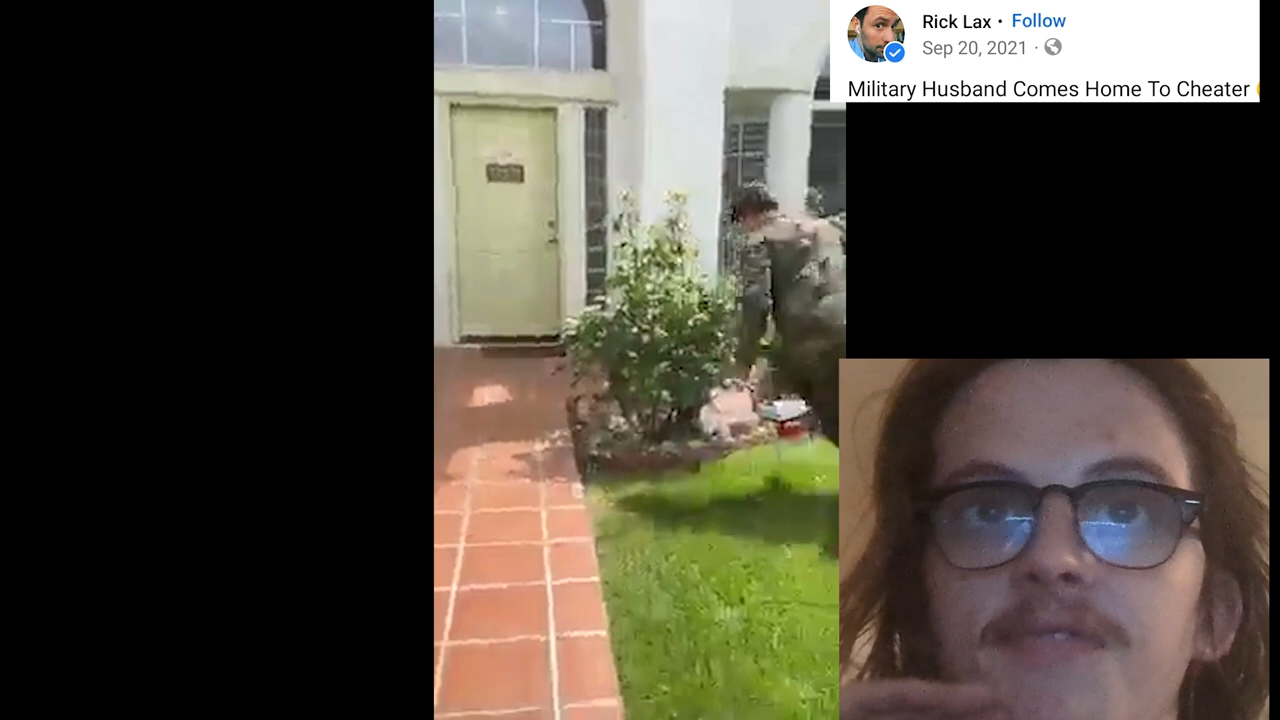 Rick Lax • Follow
Sep 20, 2021 ·
Military Husband Comes Home To Cheater